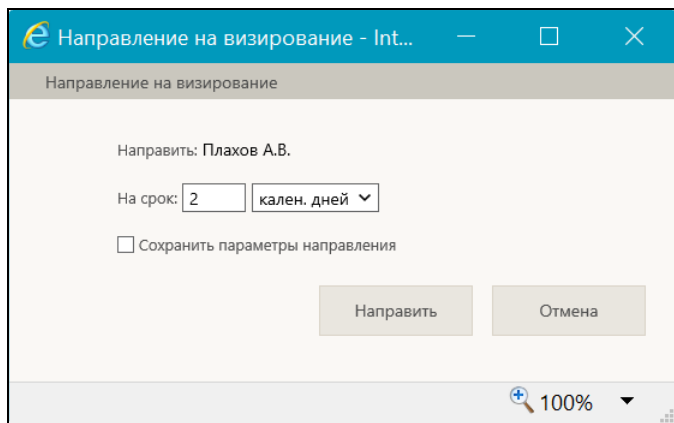 Направление на визирование - Int...
Направление на визирование
Направить: Плахов А.В.
На срок: 2 кален. дней
Сохранить параметры направления
Направить Отмена
100%